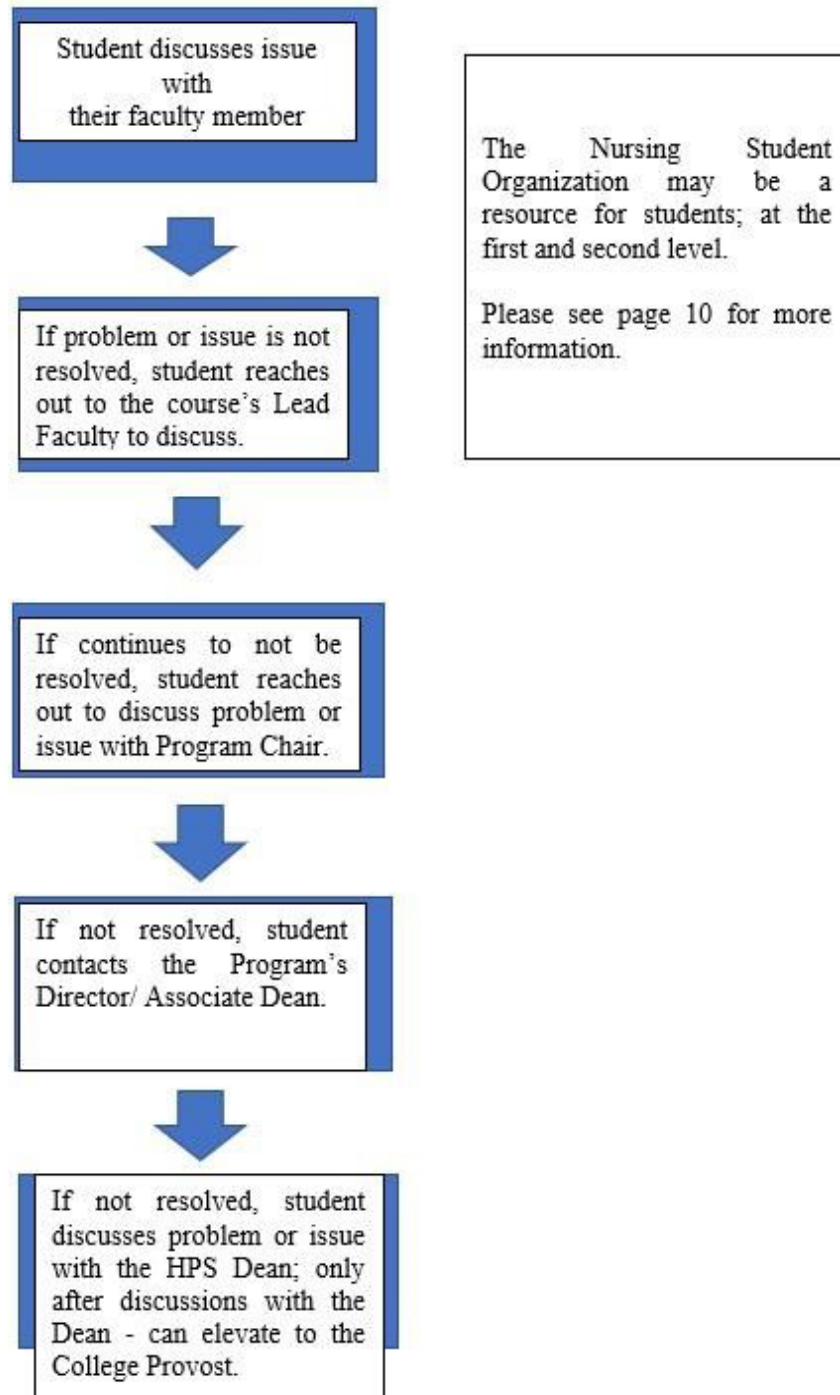 Student discusses issue
with
their faculty member
The Nursing Student
Organization may be a
resource for students; at the
first and second level.
Please see page 10 for more
information.
If problem or issue is not
resolved, student reaches
out to the course’s Lead
Faculty to discuss.
If continues to not be
resolved, student reaches
out to discuss problem or
issue with Program Chair.
If not resolved, student
contacts the Program’s
Director/ Associate Dean.
If not resolved, student
discusses problem or issue
with the HPS Dean; only
after discussions with the
Dean - can elevate to the
College Provost.